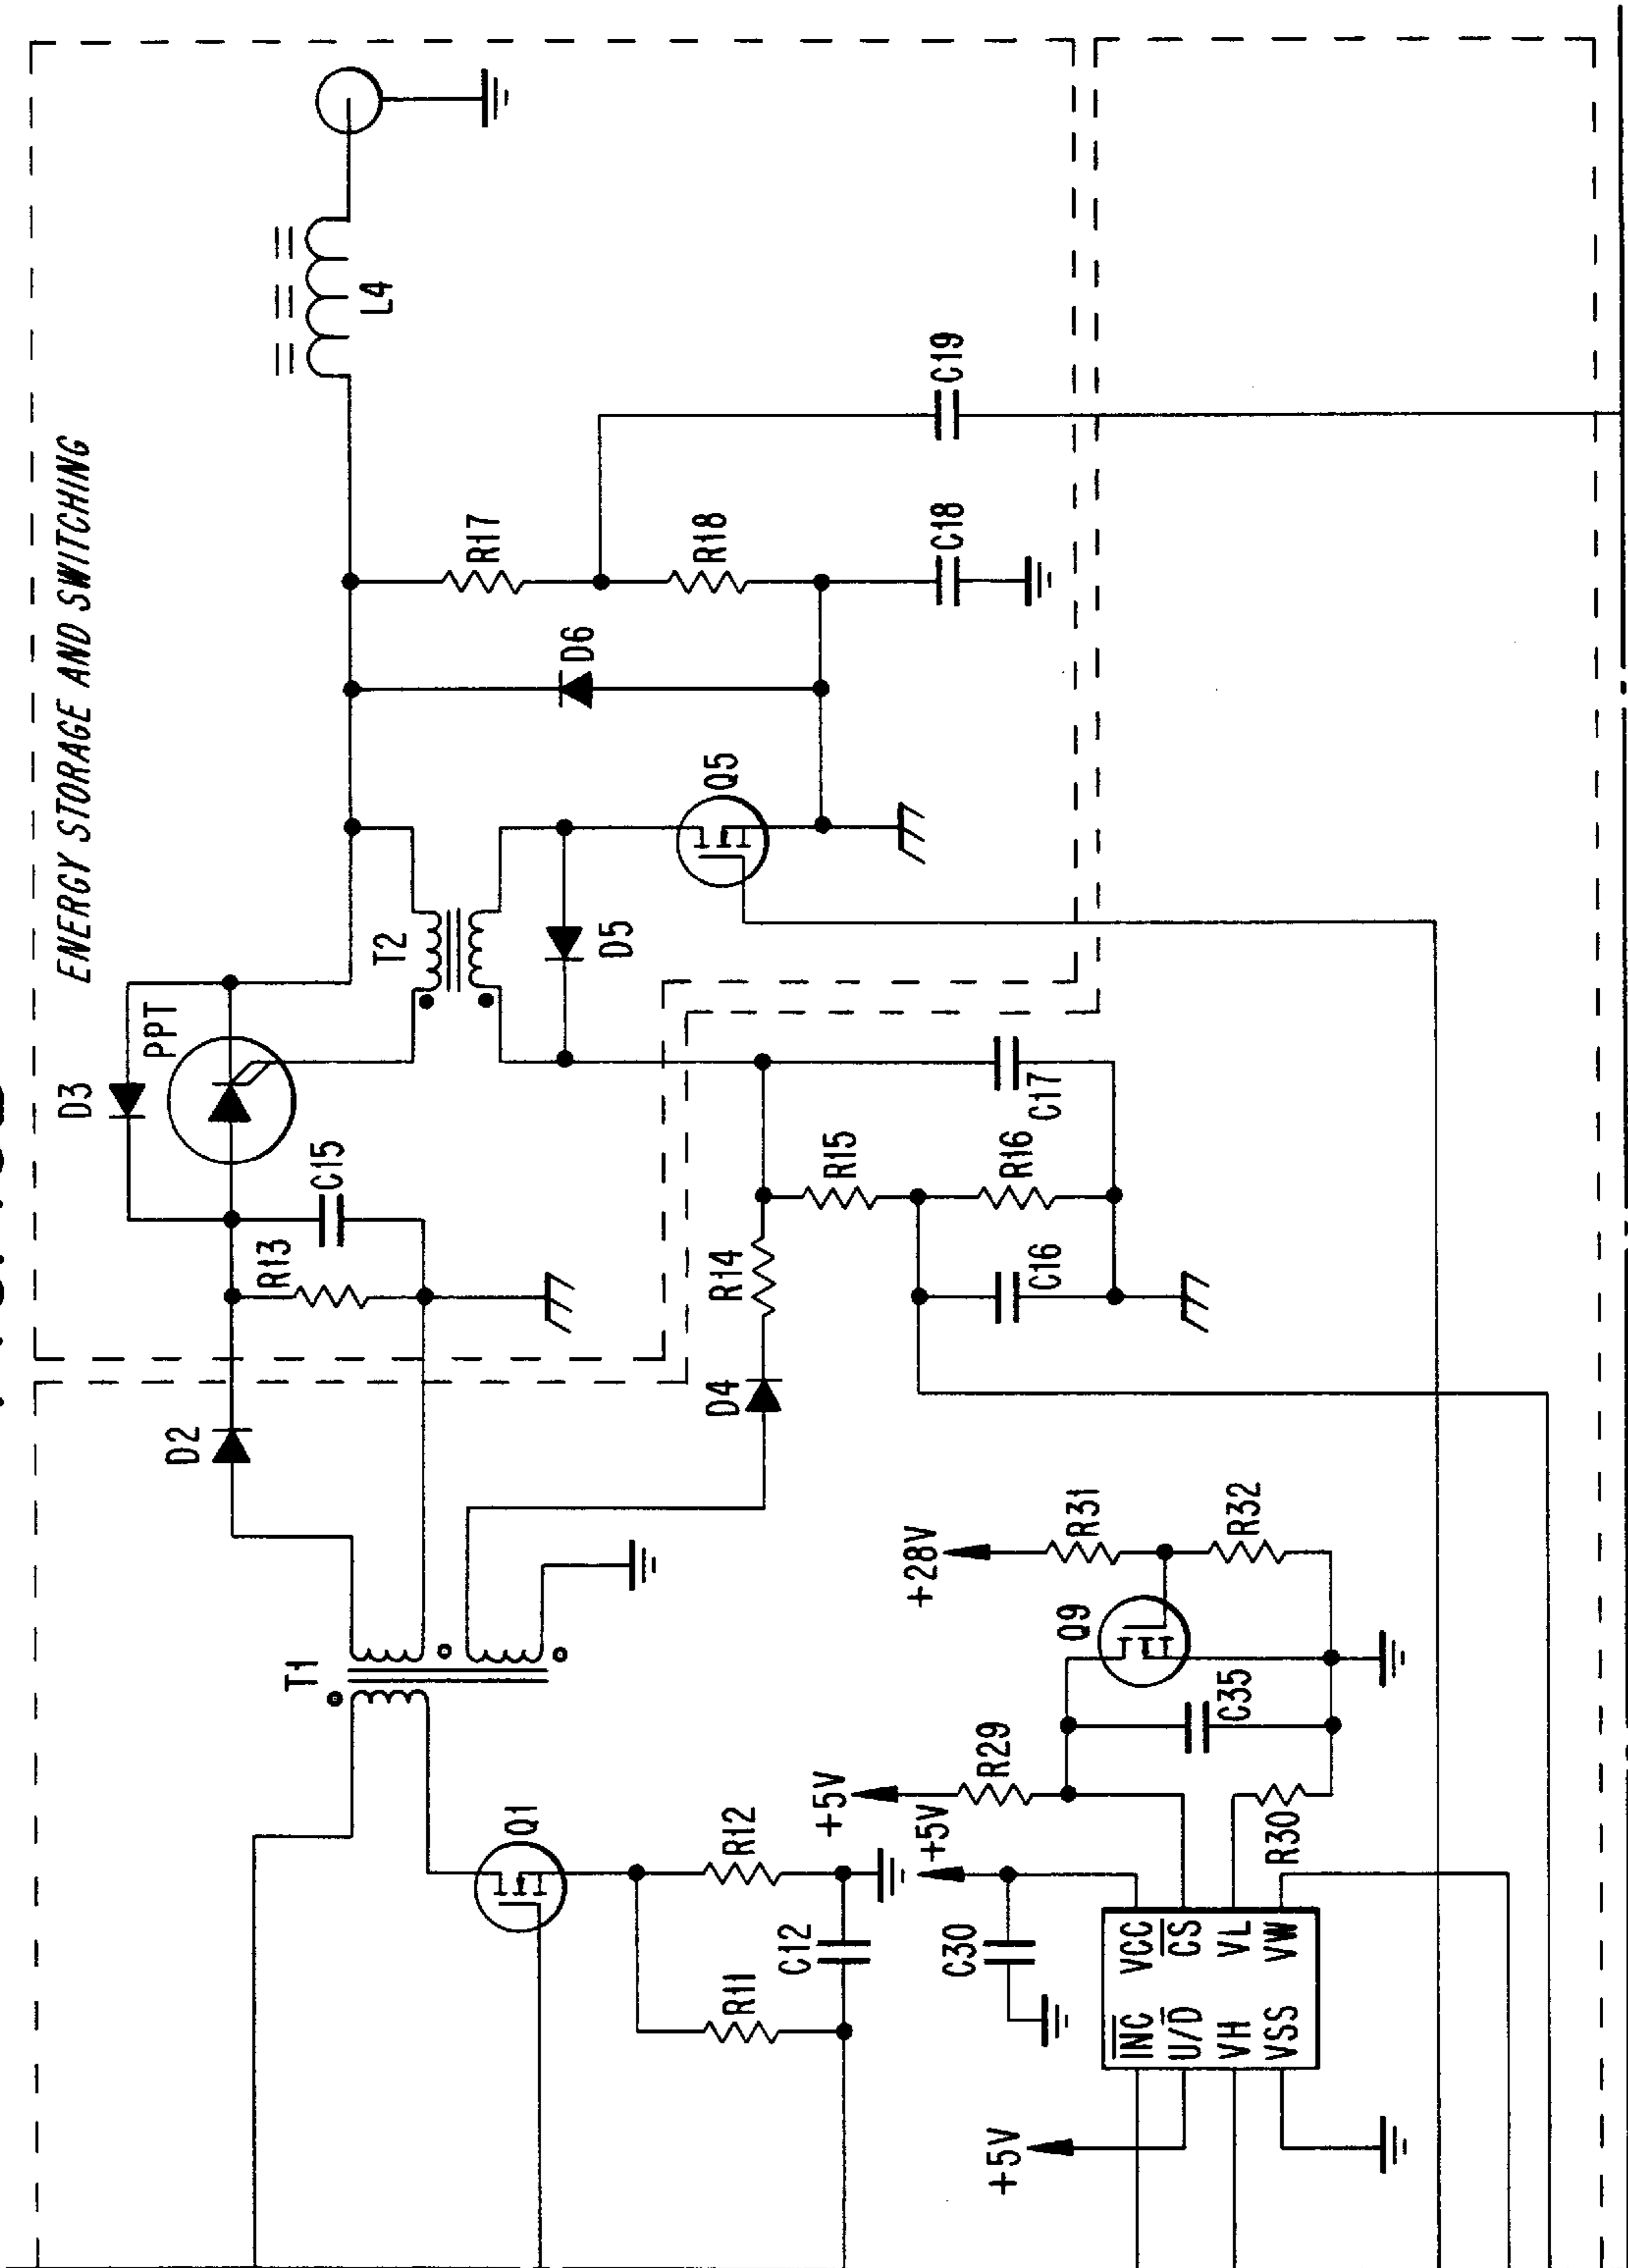 ENERGY STORAGE AND SWITCHING
D3
PPT
L4
D2
R13
C15
T2
R17
D6
T1
D5
Q5
R18
D4
R14
R15
C19
C18
C17
R16
C16
Q1
R12
R11
C12
+5V
R29
+28V
R31
Q9
R32
C35
+5V
C30
R30
+5V
INC
U/D
VH
VSS
VCC
CS
VL
VW